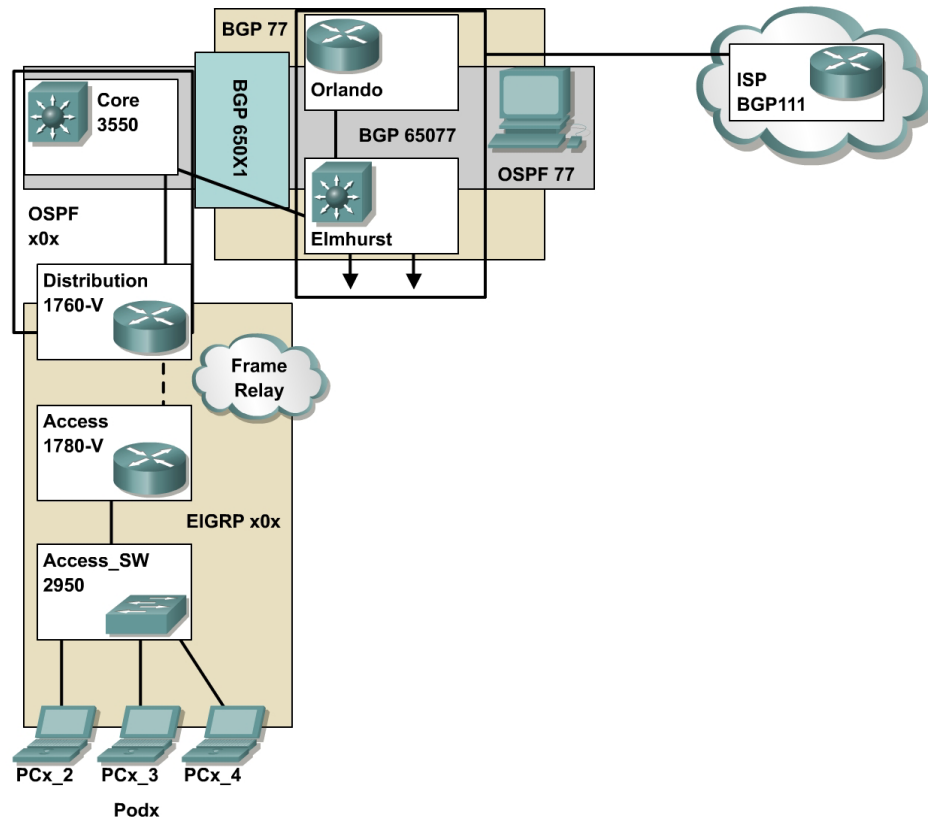 BGP 77
Orlando
ISP
BGP111
Core
3550
BGP 650X1
BGP 65077
OSPF 77
Elmhurst
OSPF
x0x
Distribution
1760-V
Frame
Relay
Access
1780-V
EIGRP x0x
Access_SW
2950
PCx_2
PCx_3
PCx_4
Podx